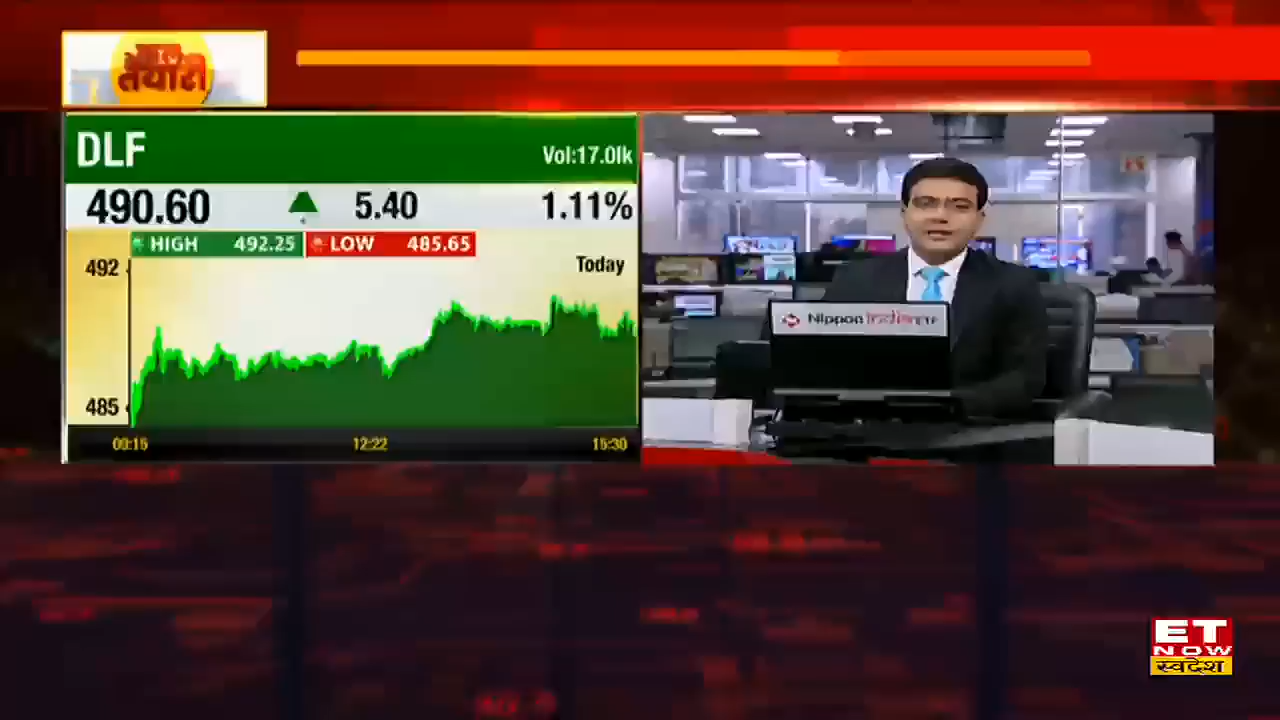 तैयारी
DLF
Vol:17.0lk
490.60 5.40 1.11%
HIGH 492.25 LOW 485.65
492
Today
485
09:15 12:22 15:30
Nippon India ETF
ET
NOW
स्वदेश